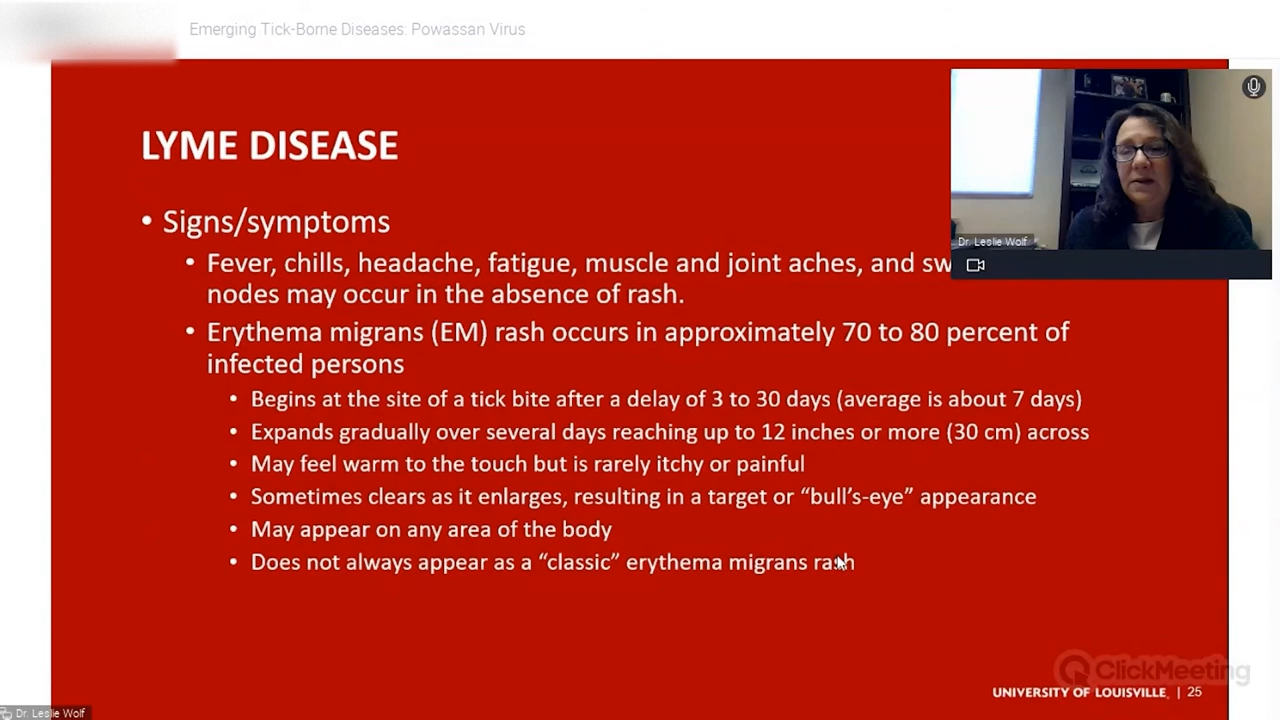 Emerging Tick-Borne Diseases: Powassan Virus
LYME DISEASE
• Signs/symptoms
• Fever, chills, headache, fatigue, muscle and joint aches, and sw
nodes may occur in the absence of rash.
• Erythema migrans (EM) rash occurs in approximately 70 to 80 percent of
infected persons
• Begins at the site of a tick bite after a delay of 3 to 30 days (average is about 7 days)
• Expands gradually over several days reaching up to 12 inches or more (30 cm) across
• May feel warm to the touch but is rarely itchy or painful
• Sometimes clears as it enlarges, resulting in a target or “bull’s-eye” appearance
• May appear on any area of the body
• Does not always appear as a “classic” erythema migrans rash
Dr. Leslie Wolf
ClickMeeting
UNIVERSITY OF LOUISVILLE | 25
Dr. Leslie Wolf